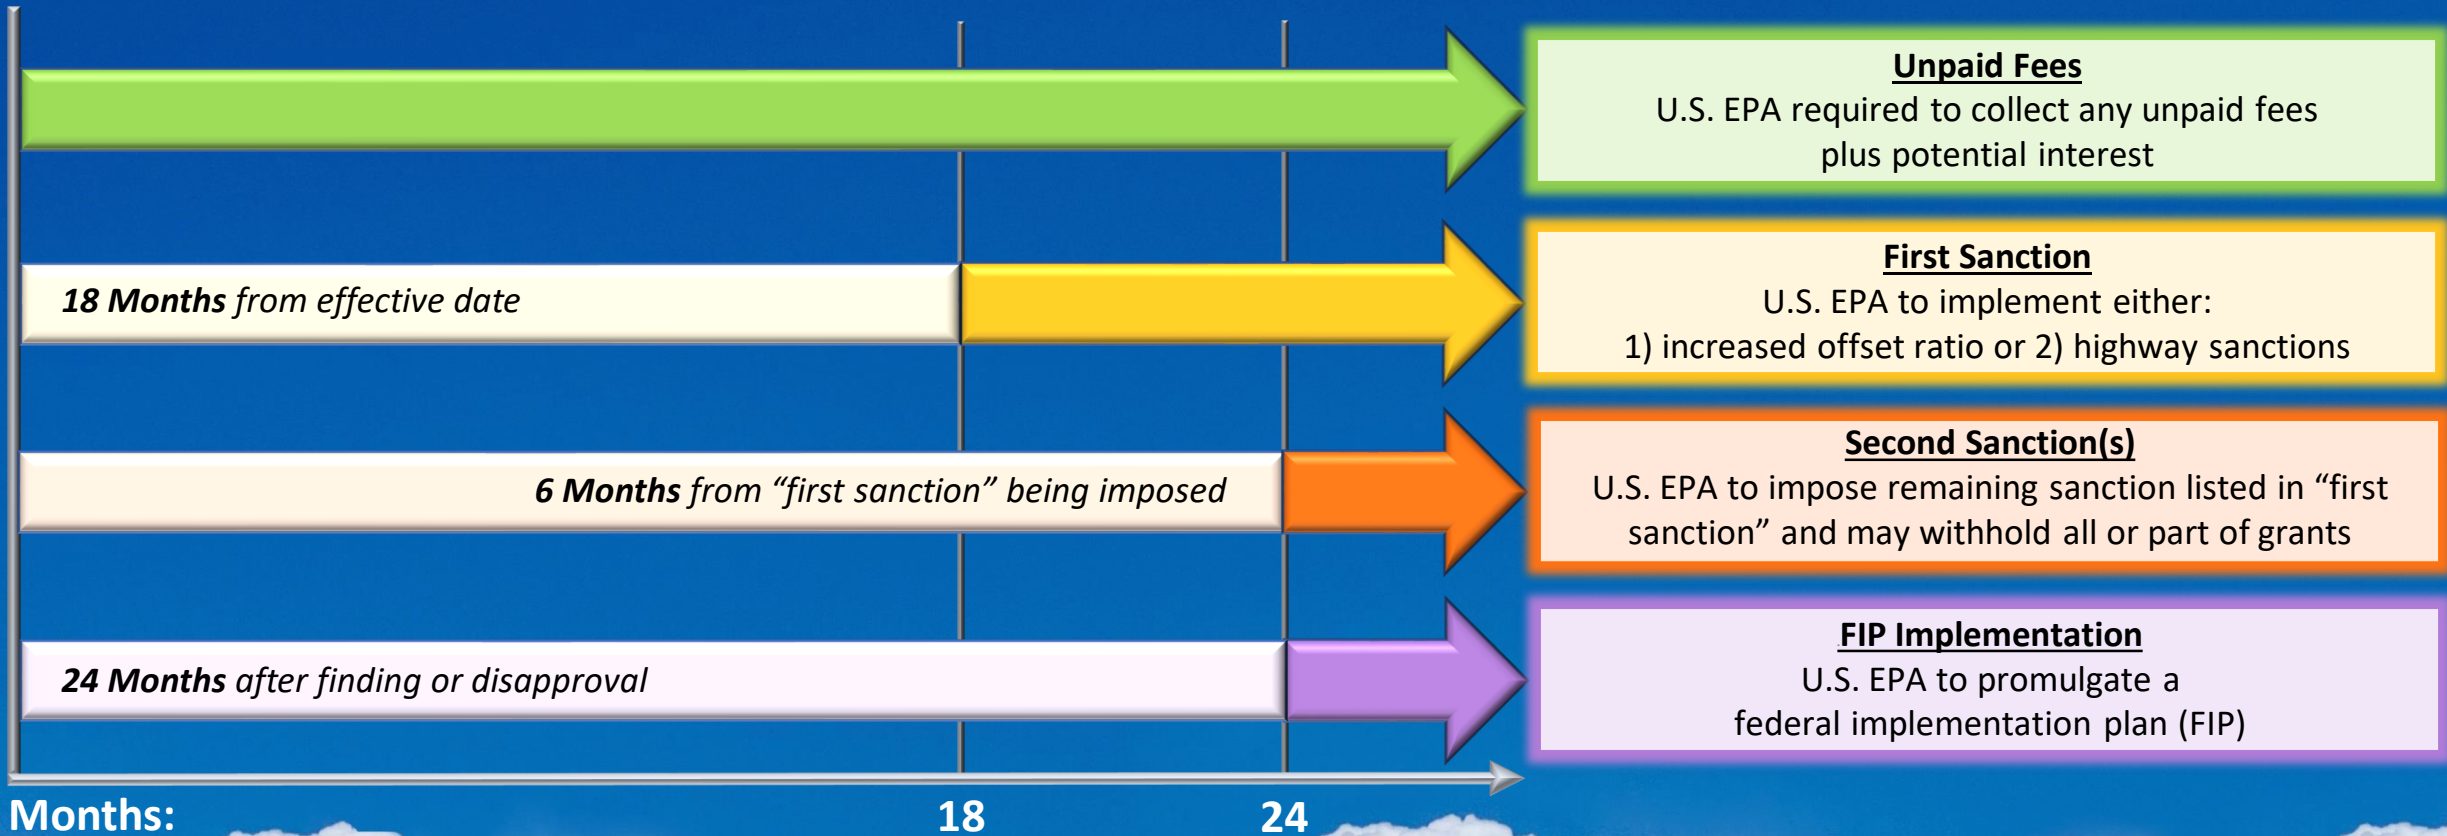 Unpaid Fees
U.S. EPA required to collect any unpaid fees
plus potential interest
18 Months from effective date
First Sanction
U.S. EPA to implement either:
1) increased offset ratio or 2) highway sanctions
6 Months from “first sanction” being imposed
Second Sanction(s)
U.S. EPA to impose remaining sanction listed in “first
sanction” and may withhold all or part of grants
24 Months after finding or disapproval
FIP Implementation
U.S. EPA to promulgate a
federal implementation plan (FIP)
Months: 18 24